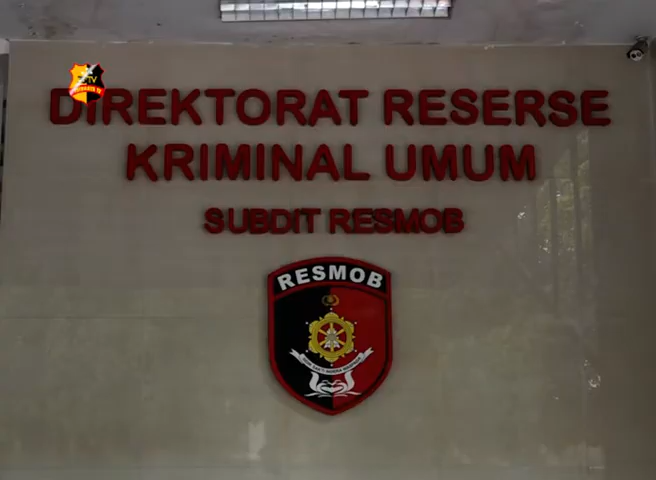 DIREKTORAT RESERSE
KRIMINAL UMUM
SUBDIT RESMOB
RESMOB